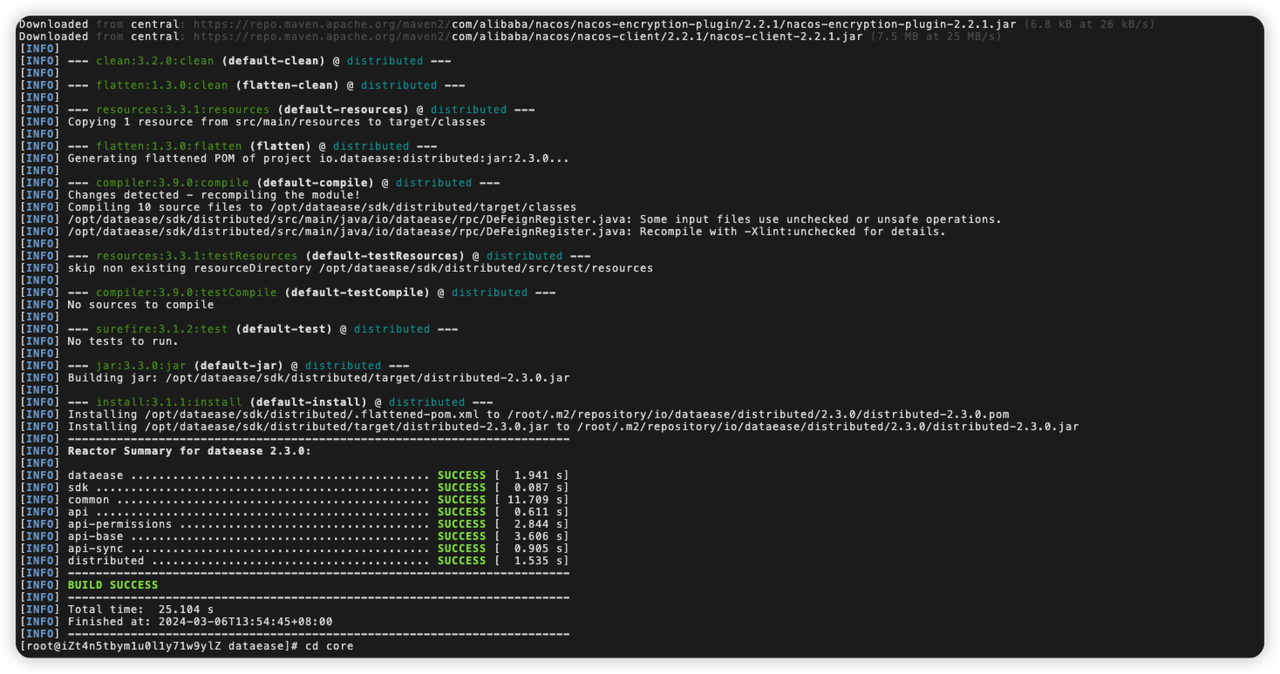 Downloaded from central: https://repo.maven.apache.org/maven2/com/alibaba/nacos/nacos-encryption-plugin/2.2.1/nacos-encryption-plugin-2.2.1.jar (6.8 kB at 26 kB/s)
Downloaded from central: https://repo.maven.apache.org/maven2/com/alibaba/nacos/nacos-client/2.2.1/nacos-client-2.2.1.jar (7.5 MB at 25 MB/s)
[INFO]
[INFO] --- clean:3.2.0:clean (default-clean) @ distributed ---
[INFO]
[INFO] --- flatten:1.3.0:clean (flatten-clean) @ distributed ---
[INFO]
[INFO] --- resources:3.3.1:resources (default-resources) @ distributed ---
[INFO] Copying 1 resource from src/main/resources to target/classes
[INFO]
[INFO] --- flatten:1.3.0:flatten (flatten) @ distributed ---
[INFO] Generating flattened POM of project io.dataease:distributed:jar:2.3.0...
[INFO]
[INFO] --- compiler:3.9.0:compile (default-compile) @ distributed ---
[INFO] Changes detected - recompiling the module!
[INFO] Compiling 10 source files to /opt/dataease/sdk/distributed/target/classes
[INFO] /opt/dataease/sdk/distributed/src/main/java/io/dataease/rpc/DeFeignRegister.java: Some input files use unchecked or unsafe operations.
[INFO] /opt/dataease/sdk/distributed/src/main/java/io/dataease/rpc/DeFeignRegister.java: Recompile with -Xlint:unchecked for details.
[INFO]
[INFO] --- resources:3.3.1:testResources (default-testResources) @ distributed ---
[INFO] skip non existing resourceDirectory /opt/dataease/sdk/distributed/src/test/resources
[INFO]
[INFO] --- compiler:3.9.0:testCompile (default-testCompile) @ distributed ---
[INFO] No sources to compile
[INFO]
[INFO] --- surefire:3.1.2:test (default-test) @ distributed ---
[INFO] No tests to run.
[INFO]
[INFO] --- jar:3.3.0:jar (default-jar) @ distributed ---
[INFO] Building jar: /opt/dataease/sdk/distributed/target/distributed-2.3.0.jar
[INFO]
[INFO] --- install:3.1.1:install (default-install) @ distributed ---
[INFO] Installing /opt/dataease/sdk/distributed/.flattened-pom.xml to /root/.m2/repository/io/dataease/distributed/2.3.0/distributed-2.3.0.pom
[INFO] Installing /opt/dataease/sdk/distributed/target/distributed-2.3.0.jar to /root/.m2/repository/io/dataease/distributed/2.3.0/distributed-2.3.0.jar
[INFO] ------------------------------------------------------------------------
[INFO] Reactor Summary for dataease 2.3.0:
[INFO]
[INFO] dataease ........................................... SUCCESS [  1.941 s]
[INFO] sdk ................................................ SUCCESS [  0.087 s]
[INFO] common ............................................. SUCCESS [ 11.709 s]
[INFO] api ................................................ SUCCESS [  0.611 s]
[INFO] api-permissions .................................... SUCCESS [  2.844 s]
[INFO] api-base ........................................... SUCCESS [  3.606 s]
[INFO] api-sync ........................................... SUCCESS [  0.905 s]
[INFO] distributed ........................................ SUCCESS [  1.535 s]
[INFO] ------------------------------------------------------------------------
[INFO] BUILD SUCCESS
[INFO] ------------------------------------------------------------------------
[INFO] Total time:  25.104 s
[INFO] Finished at: 2024-03-06T13:54:45+08:00
[INFO] ------------------------------------------------------------------------
[root@iZt4n5tbym1u0l1y71w9ylZ dataease]# cd core